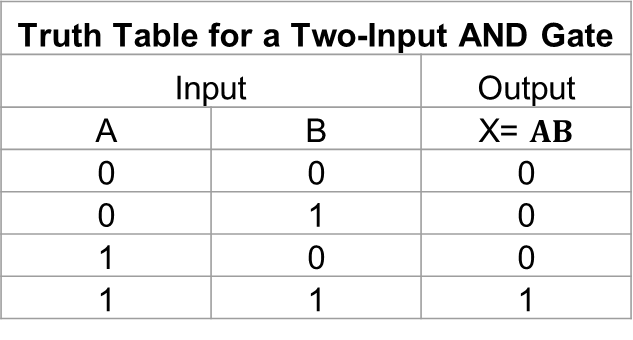 Truth Table for a Two-Input AND Gate
Input Output
A B X= AB
0 0 0
0 1 0
1 0 0
1 1 1